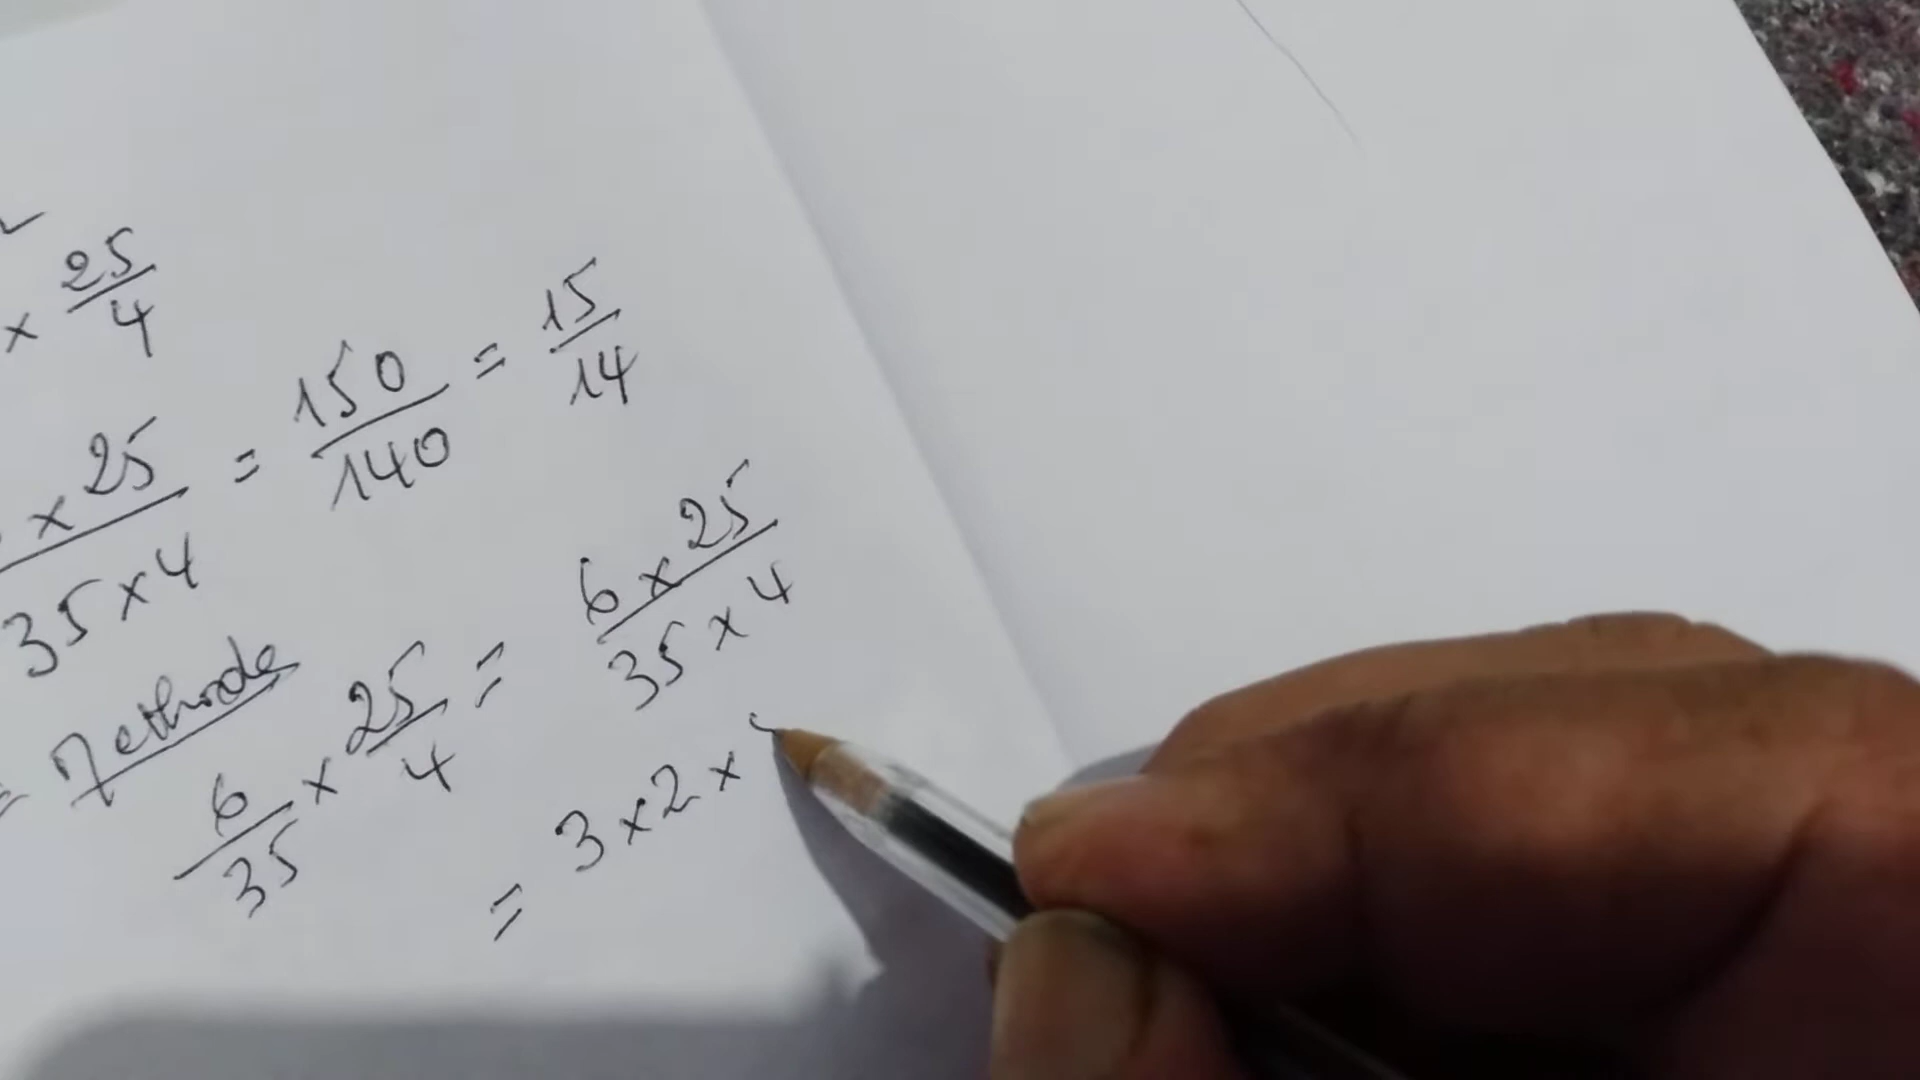 × 25/4
× 25 / 35 × 4 = 150/140 = 15/14
Méthode
6/35 × 25/4 = 6 × 25 / 35 × 4
= 3 × 2 ×